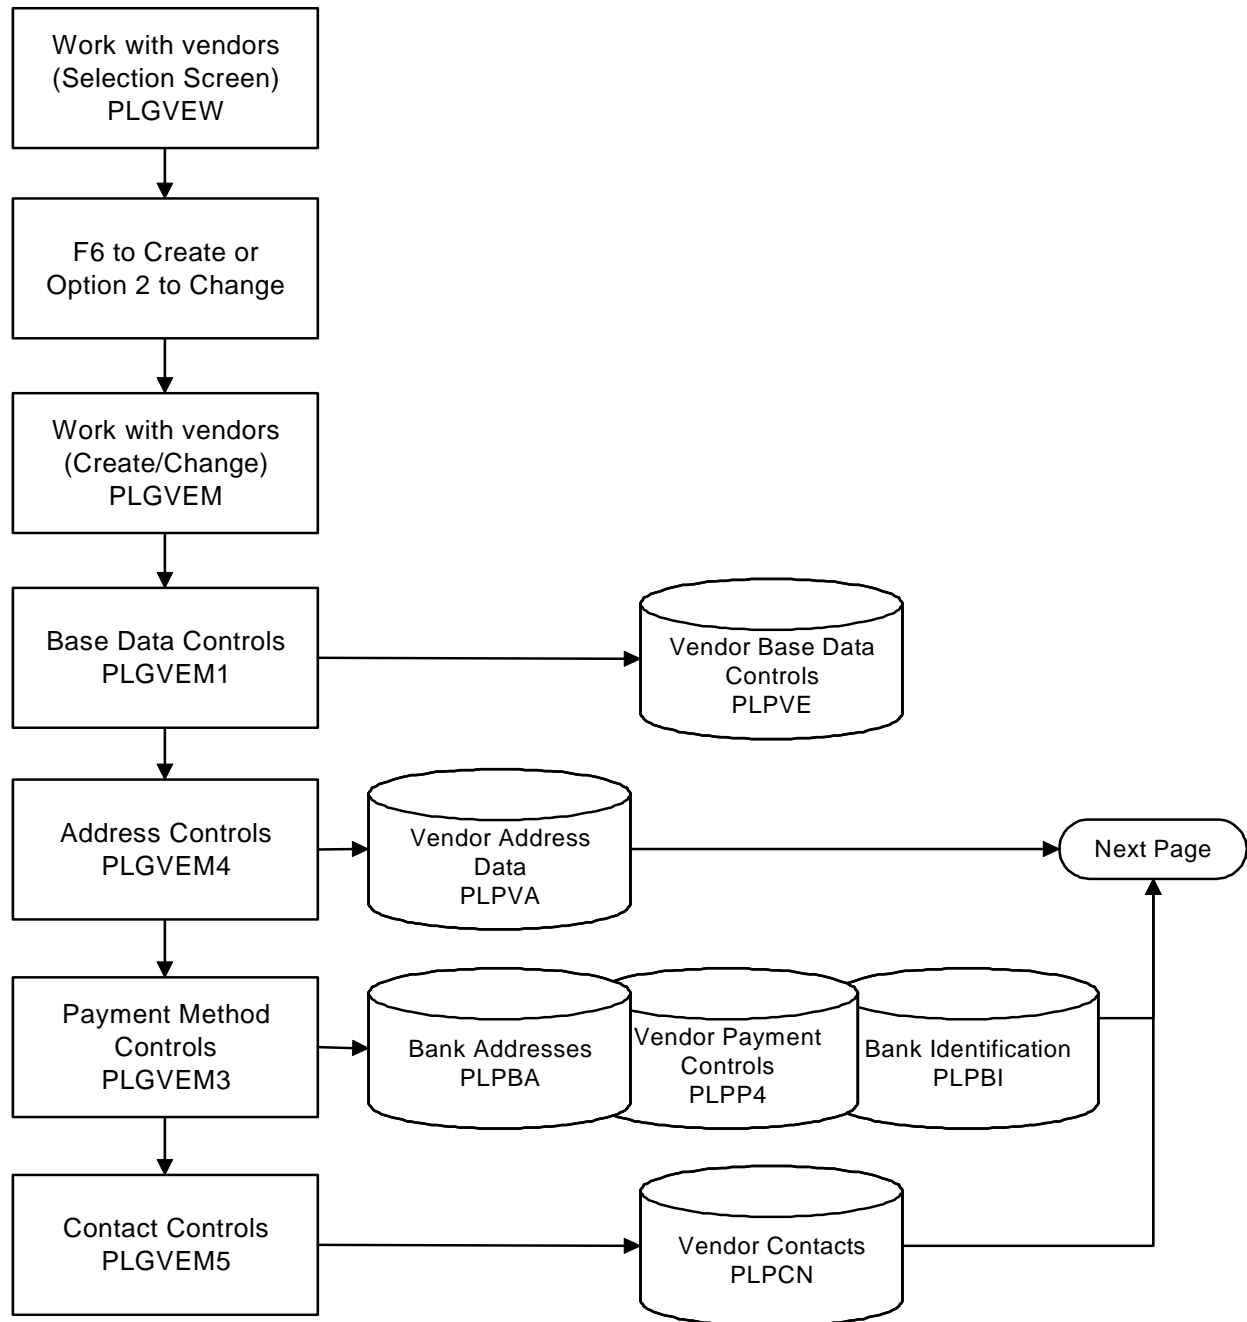 Work with vendors
(Selection Screen)
PLGVEW
F6 to Create or
Option 2 to Change
Work with vendors
(Create/Change)
PLGVEM
Base Data Controls
PLGVEM1
Vendor Base Data
Controls
PLPVE
Address Controls
PLGVEM4
Vendor Address
Data
PLPVA
Next Page
Payment Method
Controls
PLGVEM3
Bank Addresses
PLPBA
Vendor Payment
Controls
PLPP4
Bank Identification
PLPBI
Contact Controls
PLGVEM5
Vendor Contacts
PLPCN